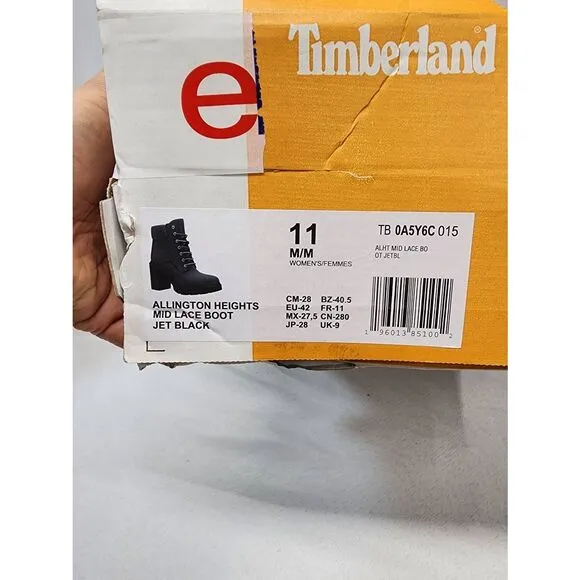 e
Timberland
11
M/M
WOMEN'S/FEMMES
TB 0A5Y6C 015
ALHT MID LACE BO
OT JETBL
ALLINGTON HEIGHTS
MID LACE BOOT
JET BLACK
CM-28 BZ-40.5
EU-42 FR-11
MX-27,5 CN-280
JP-28 UK-9
1 96013 85100 2